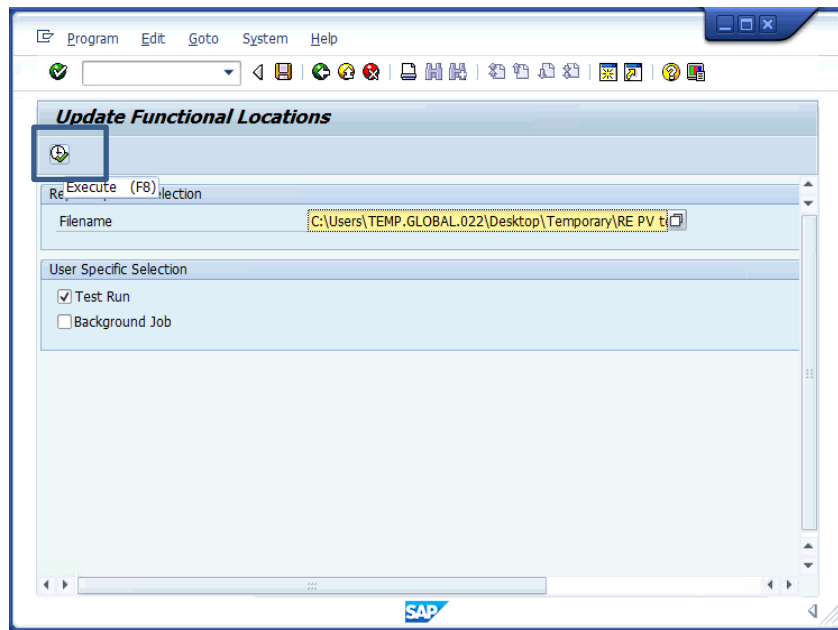 Program Edit Goto System Help
Update Functional Locations
Execute (F8)
Filename C:\Users\TEMP.GLOBAL.022\Desktop\Temporary\RE PV
User Specific Selection
Test Run
Background Job
SAP